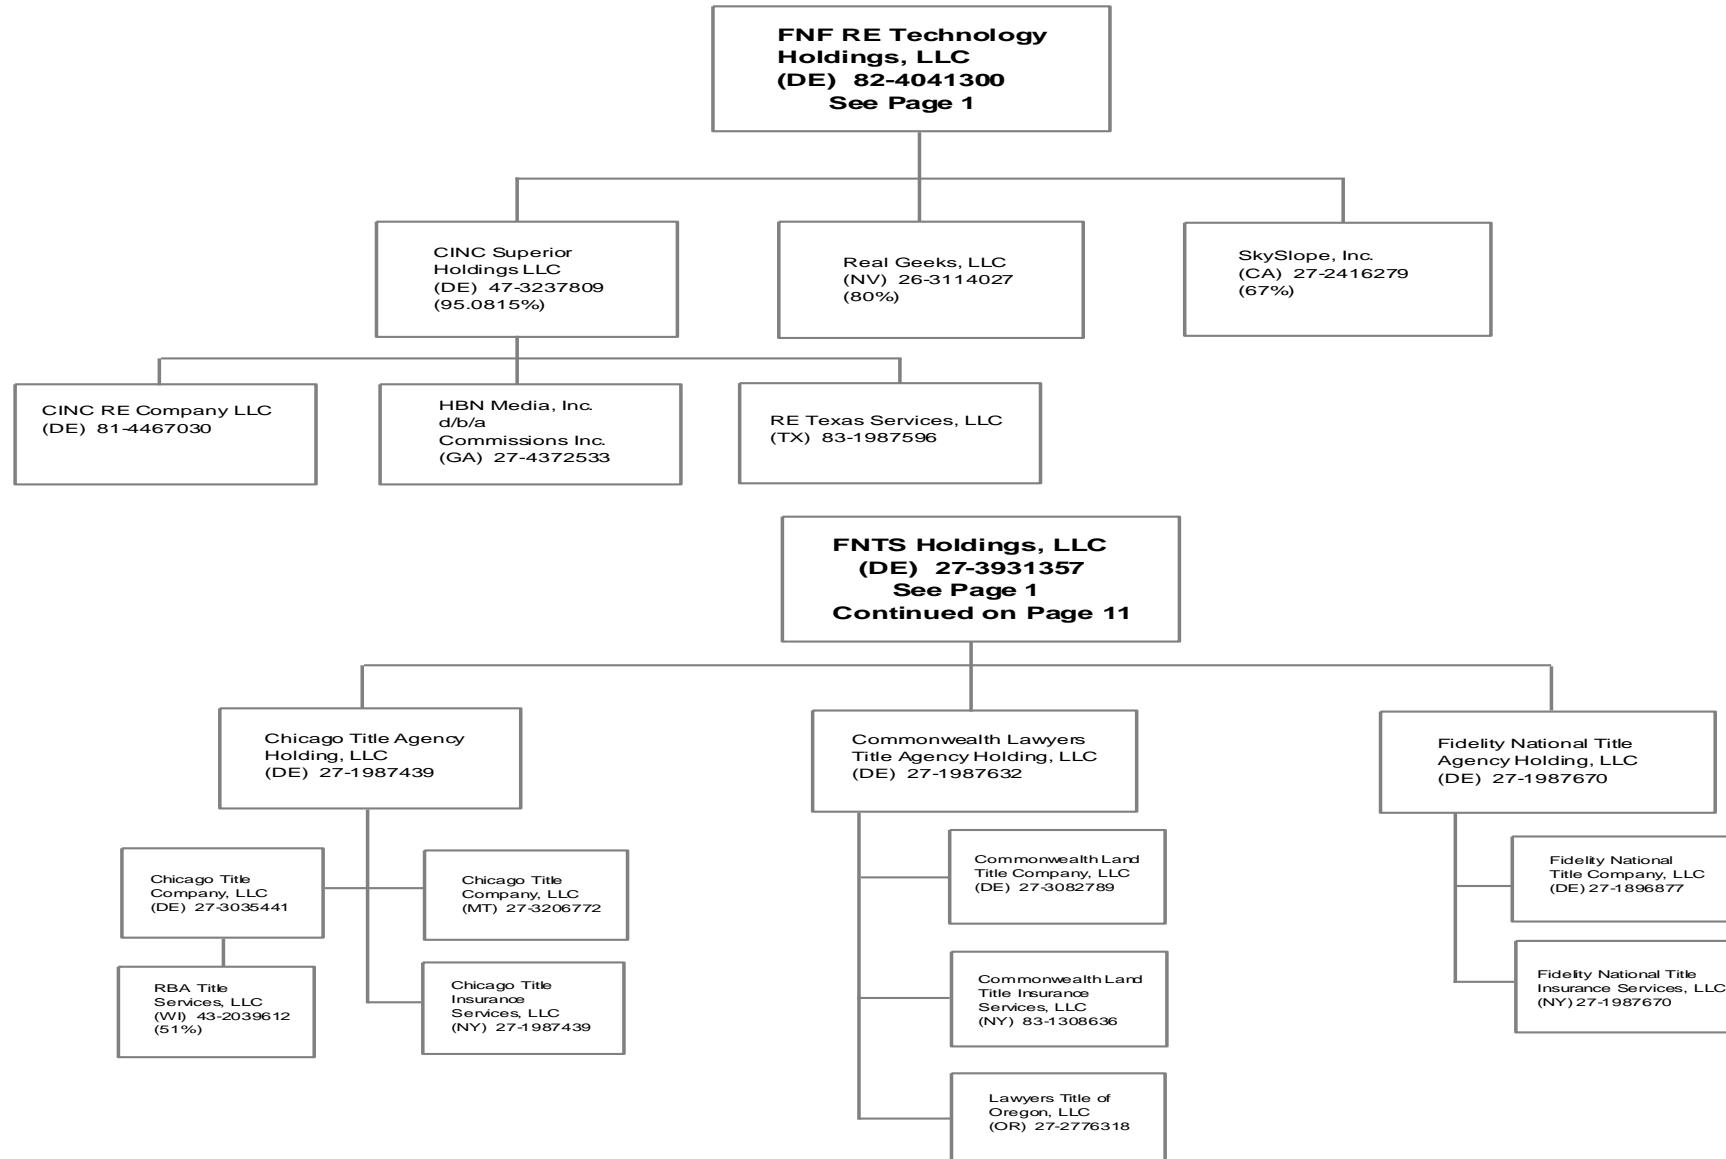 FNF RE Technology
Holdings, LLC
(DE) 82-4041300
See Page 1
CINC Superior
Holdings LLC
(DE) 47-3237809
(95.0815%)
Real Geeks, LLC
(NV) 26-3114027
(80%)
SkySlope, Inc.
(CA) 27-2416279
(67%)
CINC RE Company LLC
(DE) 81-4467030
HBN Media, Inc.
d/b/a
Commissions Inc.
(GA) 27-4372533
RE Texas Services, LLC
(TX) 83-1987596
FNTS Holdings, LLC
(DE) 27-3931357
See Page 1
Continued on Page 11
Chicago Title Agency
Holding, LLC
(DE) 27-1987439
Commonwealth Lawyers
Title Agency Holding, LLC
(DE) 27-1987632
Fidelity National Title
Agency Holding, LLC
(DE) 27-1987670
Chicago Title
Company, LLC
(DE) 27-3035441
Chicago Title
Company, LLC
(MT) 27-3206772
RBA Title
Services, LLC
(WI) 43-2039612
(51%)
Chicago Title
Insurance
Services, LLC
(NY) 27-1987439
Commonwealth Land
Title Company, LLC
(DE) 27-3082789
Commonwealth Land
Title Insurance
Services, LLC
(NY) 83-1308636
Lawyers Title of
Oregon, LLC
(OR) 27-2776318
Fidelity National
Title Company, LLC
(DE) 27-1896877
Fidelity National Title
Insurance Services, LLC
(NY) 27-1987670